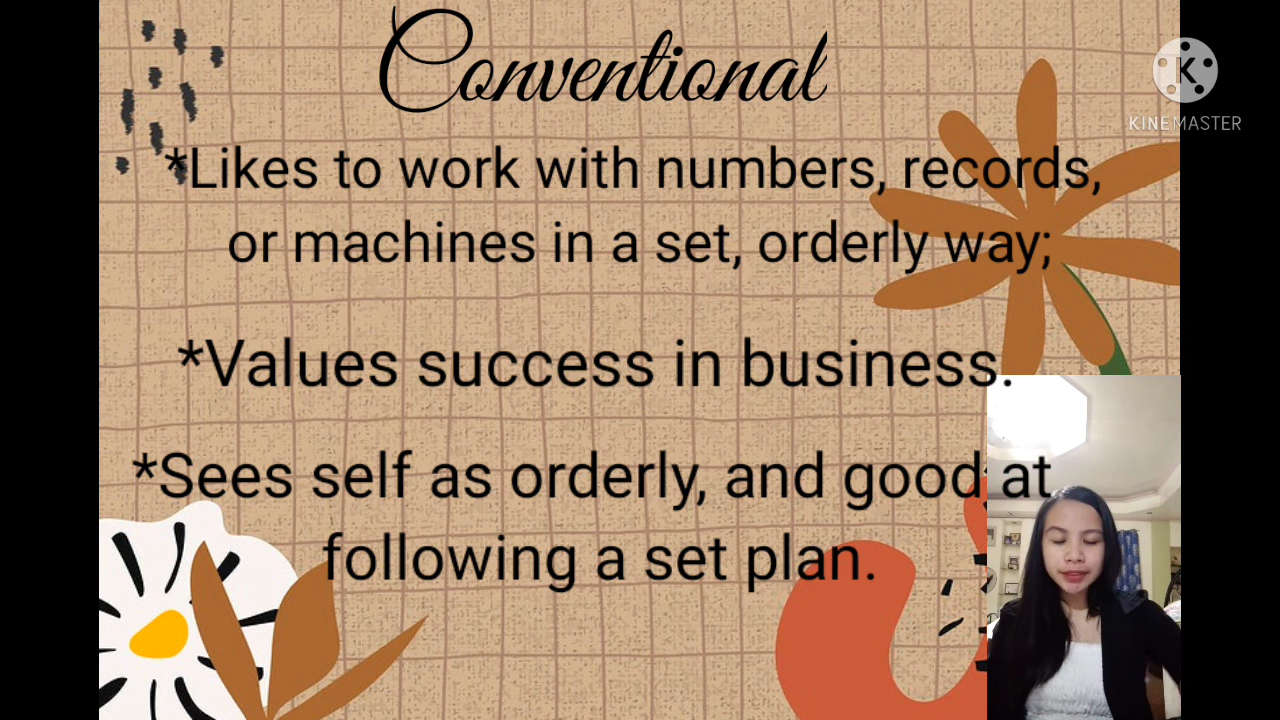 Conventional
*Likes to work with numbers, records,
or machines in a set, orderly way;
*Values success in business.
*Sees self as orderly, and good at
following a set plan.
K
KINEMASTER